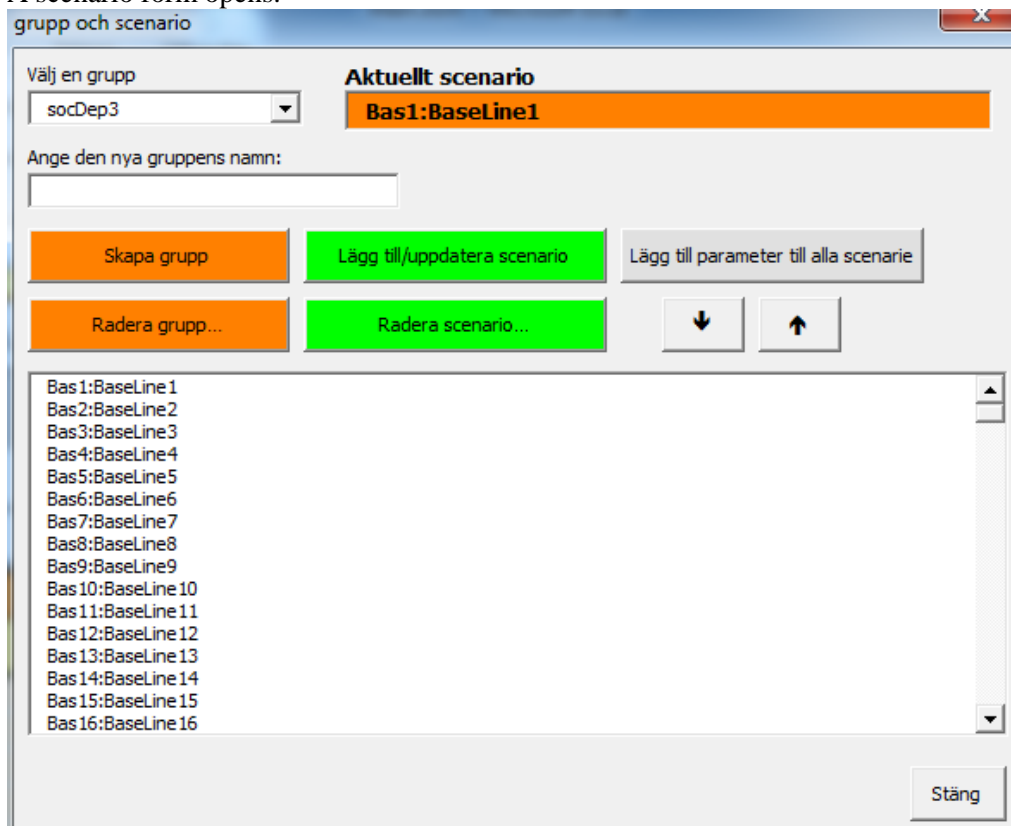 A scenario form opens.
grupp och scenario
Välj en grupp
Aktuellt scenario
socDep3
Bas1:BaseLine1
Ange den nya gruppens namn:
Skapa grupp
Lägg till/uppdatera scenario
Lägg till parameter till alla scenarie
Radera grupp...
Radera scenario...
Bas1:BaseLine1
Bas2:BaseLine2
Bas3:BaseLine3
Bas4:BaseLine4
Bas5:BaseLine5
Bas6:BaseLine6
Bas7:BaseLine7
Bas8:BaseLine8
Bas9:BaseLine9
Bas10:BaseLine10
Bas11:BaseLine11
Bas12:BaseLine12
Bas13:BaseLine13
Bas14:BaseLine14
Bas15:BaseLine15
Bas16:BaseLine16
Stäng